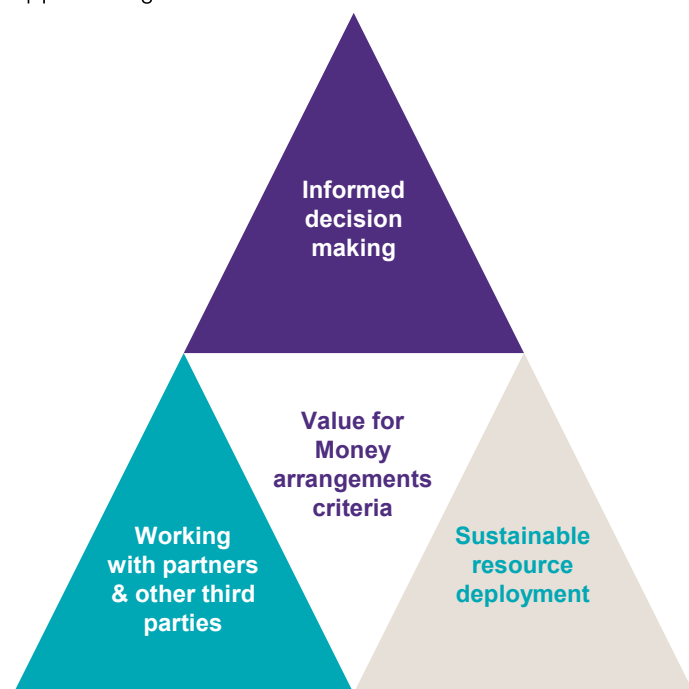 Informed
decision
making
Value for
Money
arrangements
criteria
Working
with partners
& other third
parties
Sustainable
resource
deployment